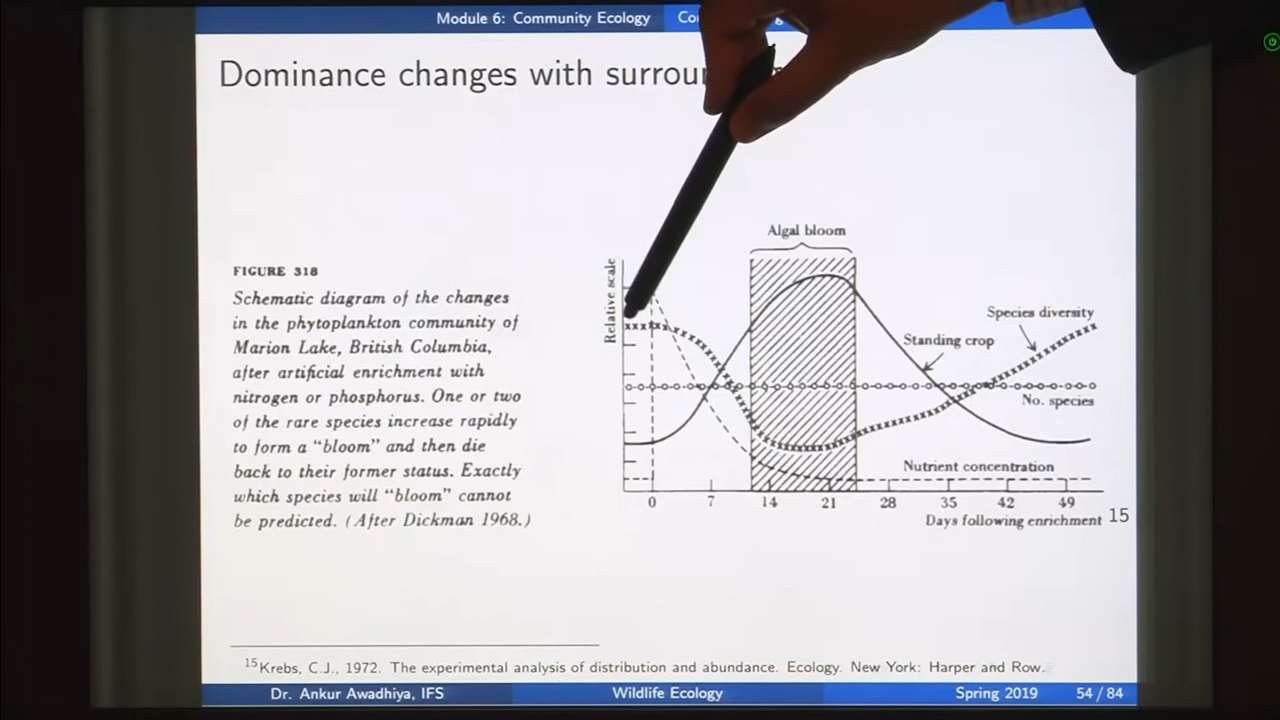 Module 6: Community Ecology
Dominance changes with
Algal bloom
FIGURE 318
Schematic diagram of the changes
in the phytoplankton community of
Marion Lake, British Columbia,
after artificial enrichment with
nitrogen or phosphorus. One or two
of the rare species increase rapidly
to form a "bloom" and then die
back to their former status. Exactly
which species will "bloom" cannot
be predicted. (After Dickman 1968.)
Relative scale
Species diversity
Standing crop
No. species
Nutrient concentration
0 7 14 21 28 35 42 49
Days following enrichment 15
15Krebs, C.J., 1972. The experimental analysis of distribution and abundance. Ecology. New York: Harper and Row.
Dr. Ankur Awadhiya, IFS Wildlife Ecology Spring 2019 54 / 84